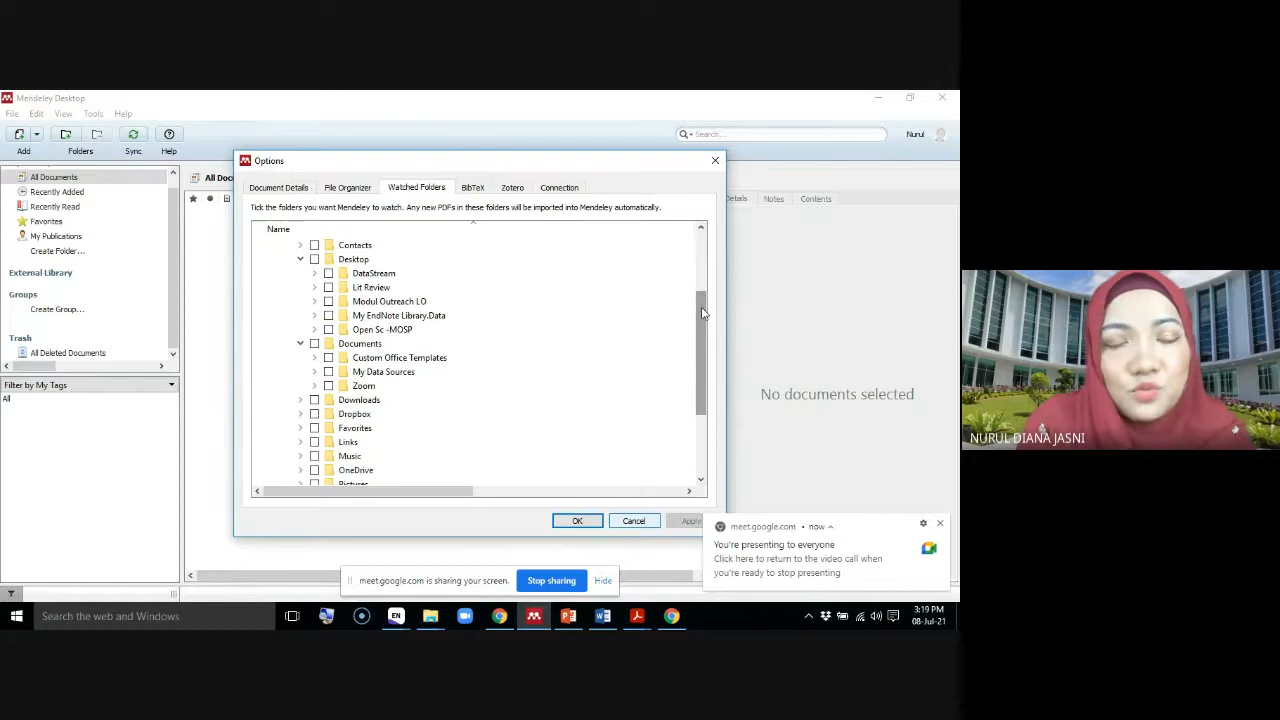 Mendeley Desktop
File Edit View Tools Help
Search...
Nurul
Add Folders Sync Help
All Documents
Recently Added
Recently Read
Favorites
My Publications
Create Folder...
External Library
Groups
Create Group...
Trash
All Deleted Documents
Filter by My Tags
All
All Docu
Options
Document Details File Organizer Watched Folders BibTeX Zotero Connection
Tick the folders you want Mendeley to watch. Any new PDFs in these folders will be imported into Mendeley automatically.
Name
Contacts
Desktop
DataStream
Lit Review
Modul Outreach LO
My EndNote Library.Data
Open Sc -MOSP
Documents
Custom Office Templates
My Data Sources
Zoom
Downloads
Dropbox
Favorites
Links
Music
OneDrive
Pictures
OK Cancel Apply
etails Notes Contents
No documents selected
meet.google.com • now
You're presenting to everyone
Click here to return to the video call when
you're ready to stop presenting
meet.google.com is sharing your screen. Stop sharing Hide
Search the web and Windows
EN
3:19 PM
08-Jul-21
NURUL DIANA JASNI